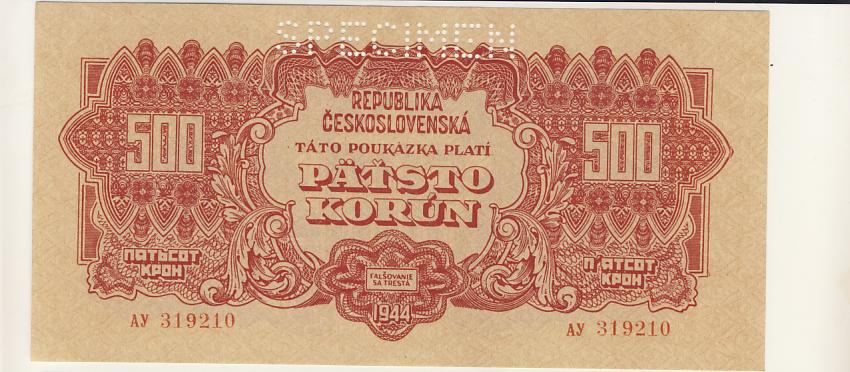 SPECIMEN
REPUBLIKA
ČESKOSLOVENSKÁ
TÁTO POUKÁZKA PLATÍ
PÄŤSTO
KORÚN
500
500
ПАТЬСОТ
КРОН
П'ЯТСОТ
КРОН
FALŠOVANIE
SA TRESTÁ
1944
АУ 319210
АУ 319210